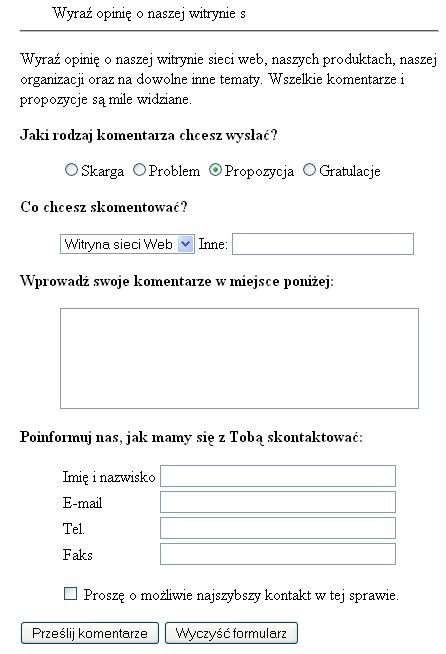 Wyraź opinię o naszej witrynie s
Wyraź opinię o naszej witrynie sieci web, naszych produktach, naszej
organizacji oraz na dowolne inne tematy. Wszelkie komentarze i
propozycje są mile widziane.
Jaki rodzaj komentarza chcesz wysłać?
Skarga Problem Propozycja Gratulacje
Co chcesz skomentować?
Witryna sieci Web Inne:
Wprowadź swoje komentarze w miejsce poniżej:
Poinformuj nas, jak mamy się z Tobą skontaktować:
Imię i nazwisko
E-mail
Tel.
Faks
Proszę o możliwie najszybszy kontakt w tej sprawie.
Prześlij komentarze Wyczyść formularz